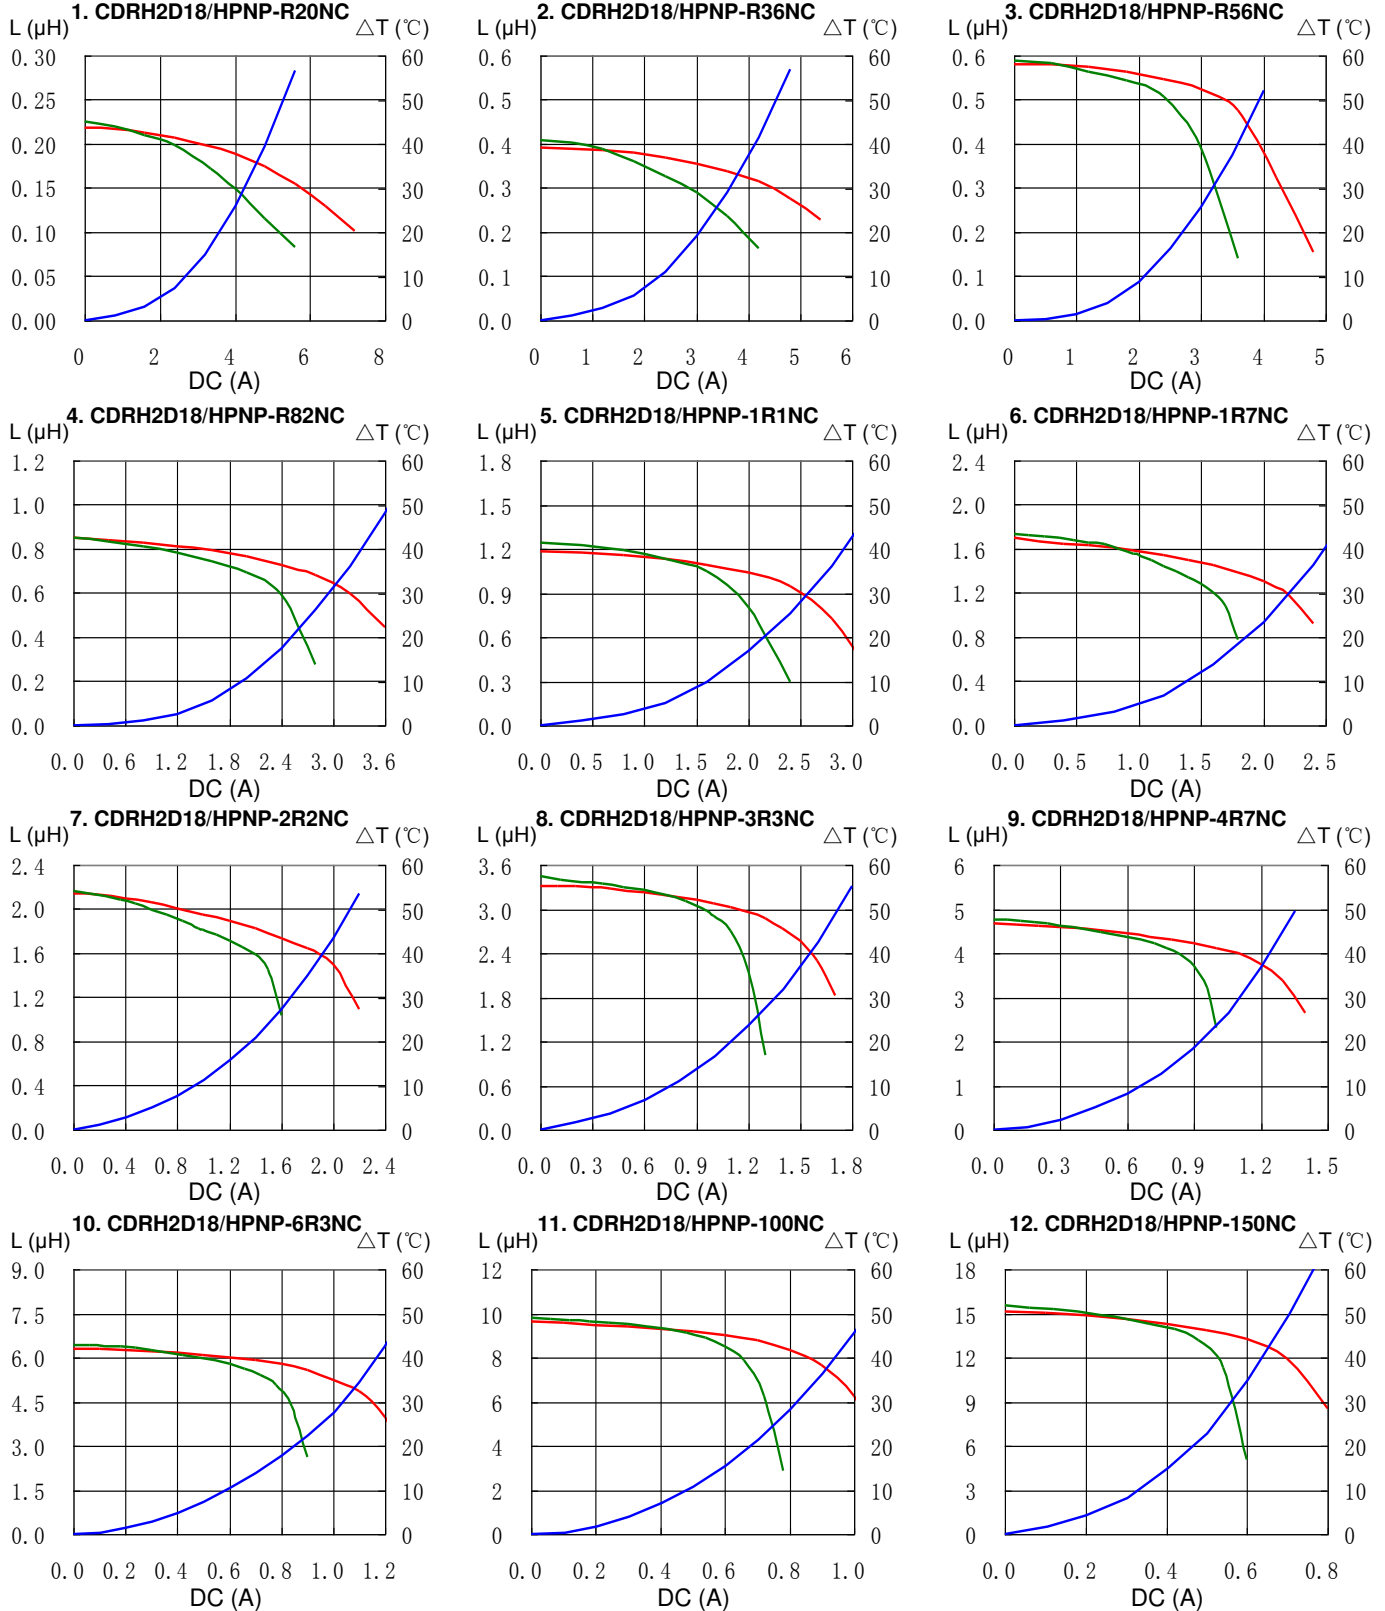 1. CDRH2D18/HPNP-R20NC
L (µH)
△T (℃)
0.30
0.25
0.20
0.15
0.10
0.05
0.00
60
50
40
30
20
10
0
0 2 4 6 8
DC (A)
2. CDRH2D18/HPNP-R36NC
L (µH)
△T (℃)
0.6
0.5
0.4
0.3
0.2
0.1
0.0
60
50
40
30
20
10
0
0 1 2 3 4 5 6
DC (A)
3. CDRH2D18/HPNP-R56NC
L (µH)
△T (℃)
0.6
0.5
0.4
0.3
0.2
0.1
0.0
60
50
40
30
20
10
0
0 1 2 3 4 5
DC (A)
4. CDRH2D18/HPNP-R82NC
L (µH)
△T (℃)
1.2
1.0
0.8
0.6
0.4
0.2
0.0
60
50
40
30
20
10
0
0.0 0.6 1.2 1.8 2.4 3.0 3.6
DC (A)
5. CDRH2D18/HPNP-1R1NC
L (µH)
△T (℃)
1.8
1.5
1.2
0.9
0.6
0.3
0.0
60
50
40
30
20
10
0
0.0 0.5 1.0 1.5 2.0 2.5 3.0
DC (A)
6. CDRH2D18/HPNP-1R7NC
L (µH)
△T (℃)
2.4
2.0
1.6
1.2
0.8
0.4
0.0
60
50
40
30
20
10
0
0.0 0.5 1.0 1.5 2.0 2.5
DC (A)
7. CDRH2D18/HPNP-2R2NC
L (µH)
△T (℃)
2.4
2.0
1.6
1.2
0.8
0.4
0.0
60
50
40
30
20
10
0
0.0 0.4 0.8 1.2 1.6 2.0 2.4
DC (A)
8. CDRH2D18/HPNP-3R3NC
L (µH)
△T (℃)
3.6
3.0
2.4
1.8
1.2
0.6
0.0
60
50
40
30
20
10
0
0.0 0.3 0.6 0.9 1.2 1.5 1.8
DC (A)
9. CDRH2D18/HPNP-4R7NC
L (µH)
△T (℃)
6
5
4
3
2
1
0
60
50
40
30
20
10
0
0.0 0.3 0.6 0.9 1.2 1.5
DC (A)
10. CDRH2D18/HPNP-6R3NC
L (µH)
△T (℃)
9.0
7.5
6.0
4.5
3.0
1.5
0.0
60
50
40
30
20
10
0
0.0 0.2 0.4 0.6 0.8 1.0 1.2
DC (A)
11. CDRH2D18/HPNP-100NC
L (µH)
△T (℃)
12
10
8
6
4
2
0
60
50
40
30
20
10
0
0.0 0.2 0.4 0.6 0.8 1.0
DC (A)
12. CDRH2D18/HPNP-150NC
L (µH)
△T (℃)
18
15
12
9
6
3
0
60
50
40
30
20
10
0
0.0 0.2 0.4 0.6 0.8
DC (A)